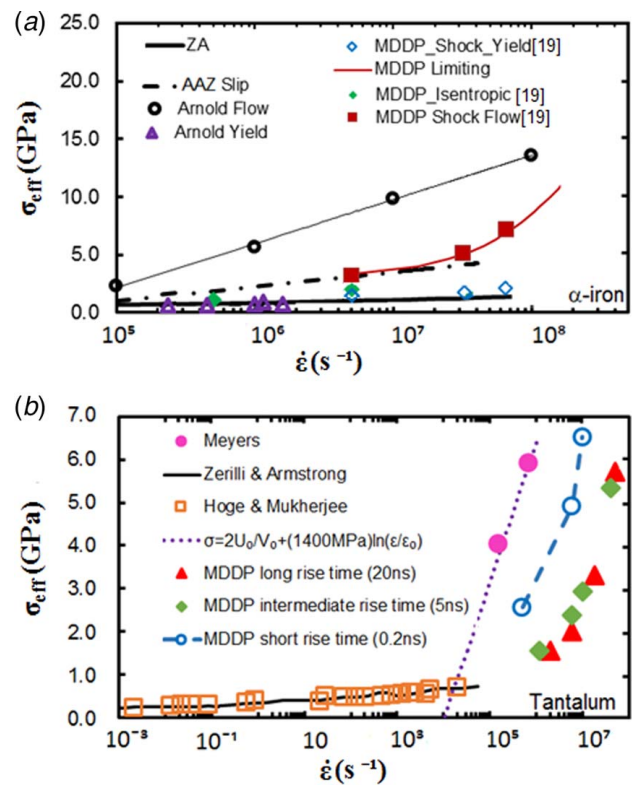 (a)
25.0
20.0
15.0
10.0
5.0
0.0
σeff (GPa)
ZA
AAZ Slip
Arnold Flow
Arnold Yield
MDDP_Shock_Yield[19]
MDDP Limiting
MDDP_Isentropic [19]
MDDP Shock Flow[19]
α-iron
10⁵
10⁶
10⁷
10⁸
ε̇ (s⁻¹)
(b)
7.0
6.0
5.0
4.0
3.0
2.0
1.0
0.0
σeff (GPa)
Meyers
Zerilli & Armstrong
Hoge & Mukherjee
σ=2U₀/V₀+(1400MPa)ln(ε/ε₀)
MDDP long rise time (20ns)
MDDP intermediate rise time (5ns)
MDDP short rise time (0.2ns)
Tantalum
10⁻³
10⁻¹
10
10³
10⁵
10⁷
ε̇ (s⁻¹)